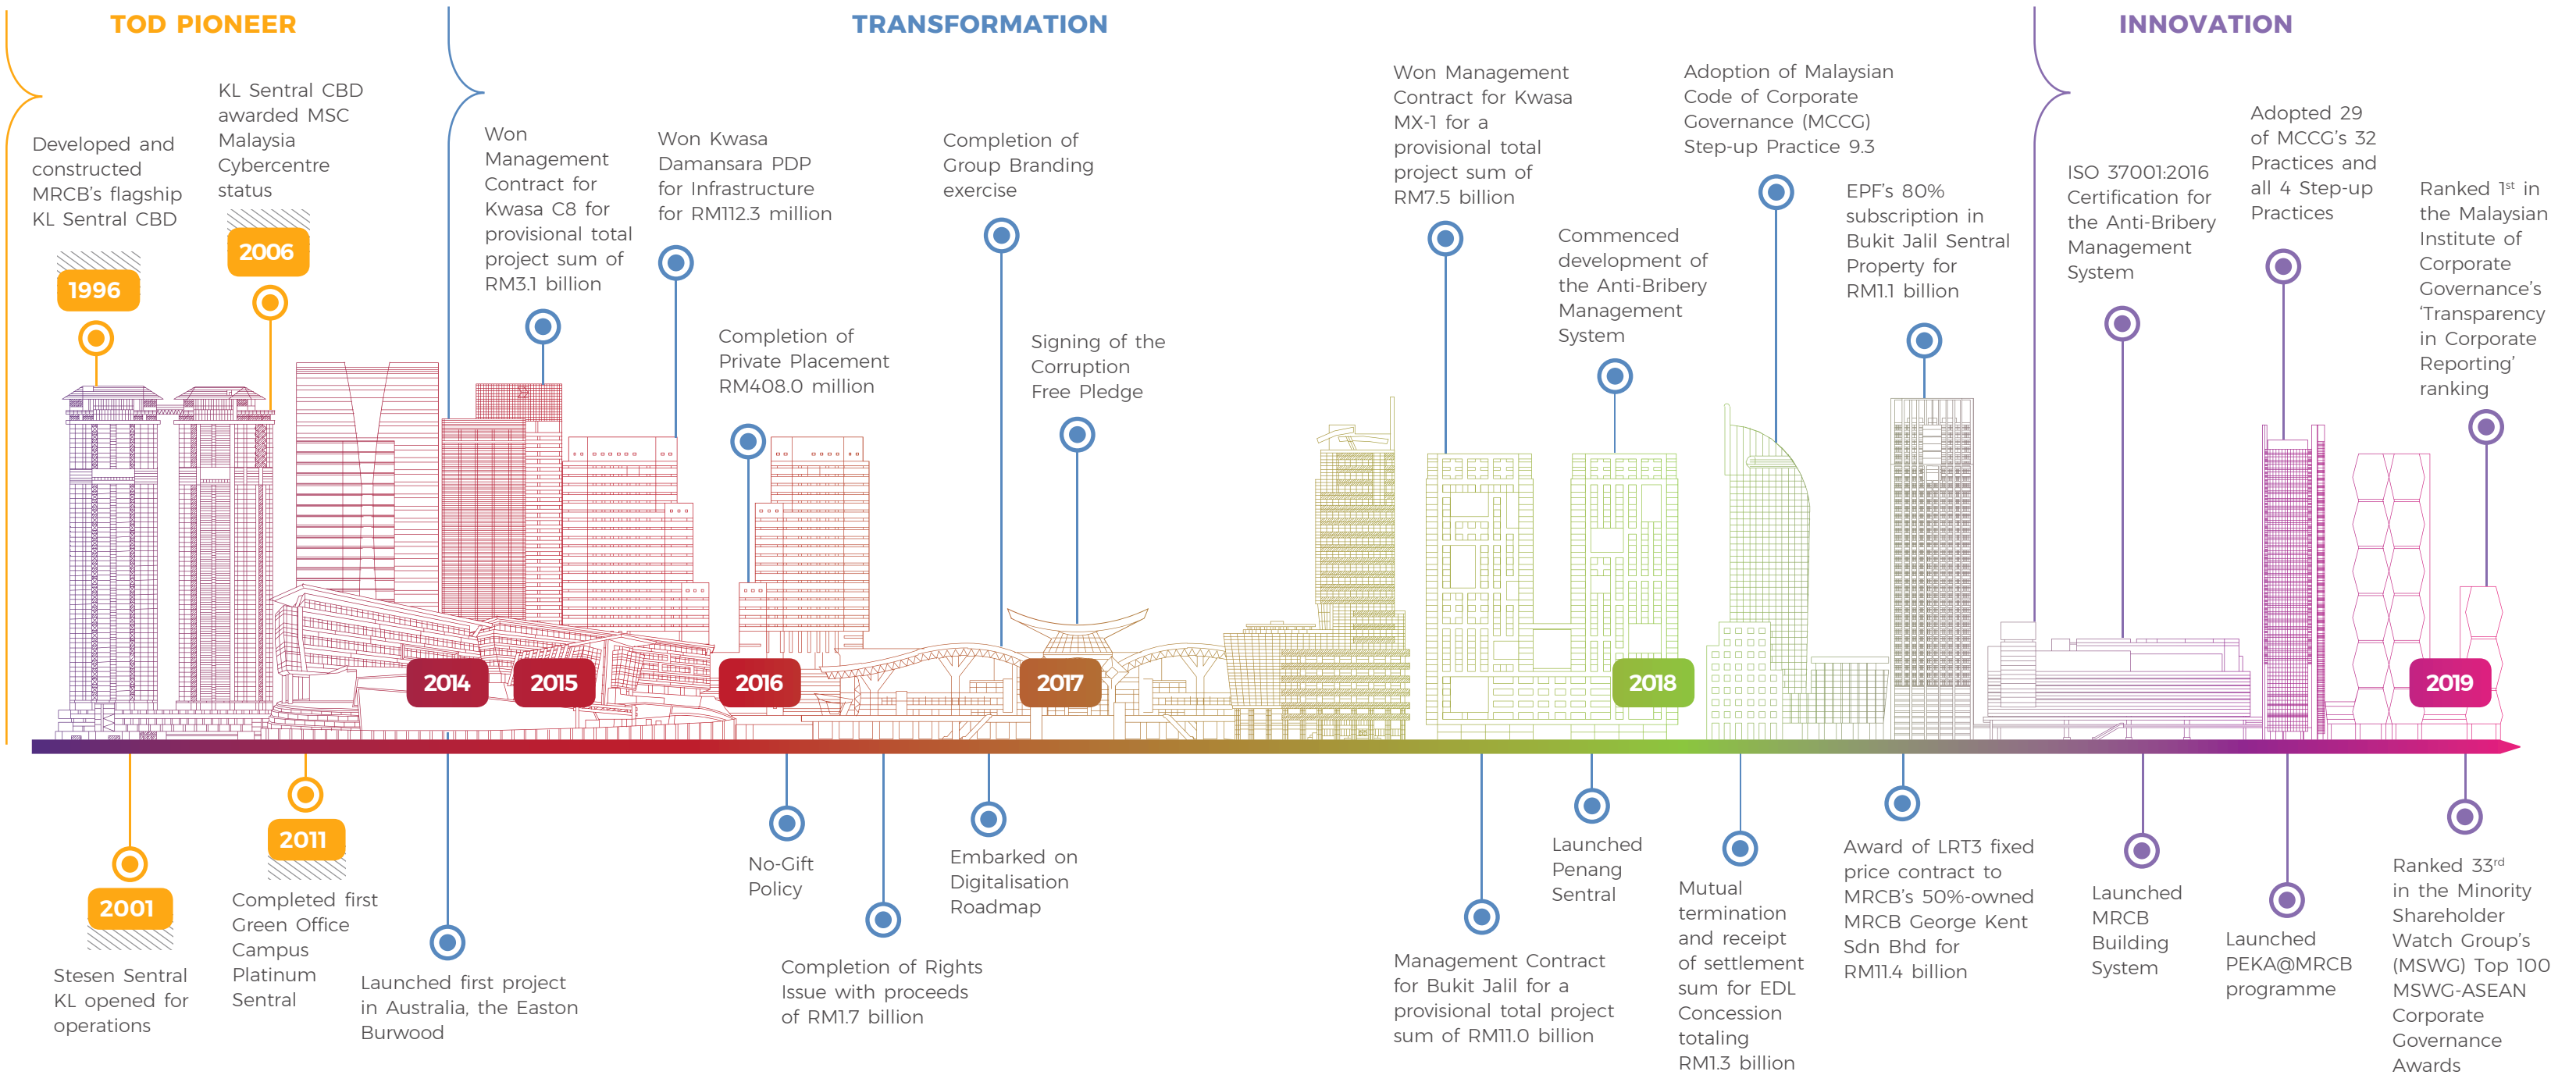 TOD PIONEER
TRANSFORMATION
INNOVATION
Developed and
constructed
MRCB's flagship
KL Sentral CBD
1996
KL Sentral CBD
awarded MSC
Malaysia
Cybercentre
status
2006
Won
Management
Contract for
Kwasa C8 for
provisional total
project sum of
RM3.1 billion
Won Kwasa
Damansara PDP
for Infrastructure
for RM112.3 million
Completion of
Private Placement
RM408.0 million
Completion of
Group Branding
exercise
Signing of the
Corruption
Free Pledge
Won Management
Contract for Kwasa
MX-1 for a
provisional total
project sum of
RM7.5 billion
Commenced
development of
the Anti-Bribery
Management
System
Adoption of Malaysian
Code of Corporate
Governance (MCCG)
Step-up Practice 9.3
EPF's 80%
subscription in
Bukit Jalil Sentral
Property for
RM1.1 billion
ISO 37001:2016
Certification for
the Anti-Bribery
Management
System
Adopted 29
of MCCG's 32
Practices and
all 4 Step-up
Practices
Ranked 1st in
the Malaysian
Institute of
Corporate
Governance's
'Transparency
in Corporate
Reporting'
ranking
2014
2015
2016
2017
2018
2019
2001
Stesen Sentral
KL opened for
operations
2011
Completed first
Green Office
Campus
Platinum
Sentral
Launched first project
in Australia, the Easton
Burwood
No-Gift
Policy
Completion of Rights
Issue with proceeds
of RM1.7 billion
Embarked on
Digitalisation
Roadmap
Management Contract
for Bukit Jalil for a
provisional total project
sum of RM11.0 billion
Launched
Penang
Sentral
Mutual
termination
and receipt
of settlement
sum for EDL
Concession
totaling
RM1.3 billion
Award of LRT3 fixed
price contract to
MRCB's 50%-owned
MRCB George Kent
Sdn Bhd for
RM11.4 billion
Launched
MRCB
Building
System
Launched
PEKA@MRCB
programme
Ranked 33rd
in the Minority
Shareholder
Watch Group's
(MSWG) Top 100
MSWG-ASEAN
Corporate
Governance
Awards